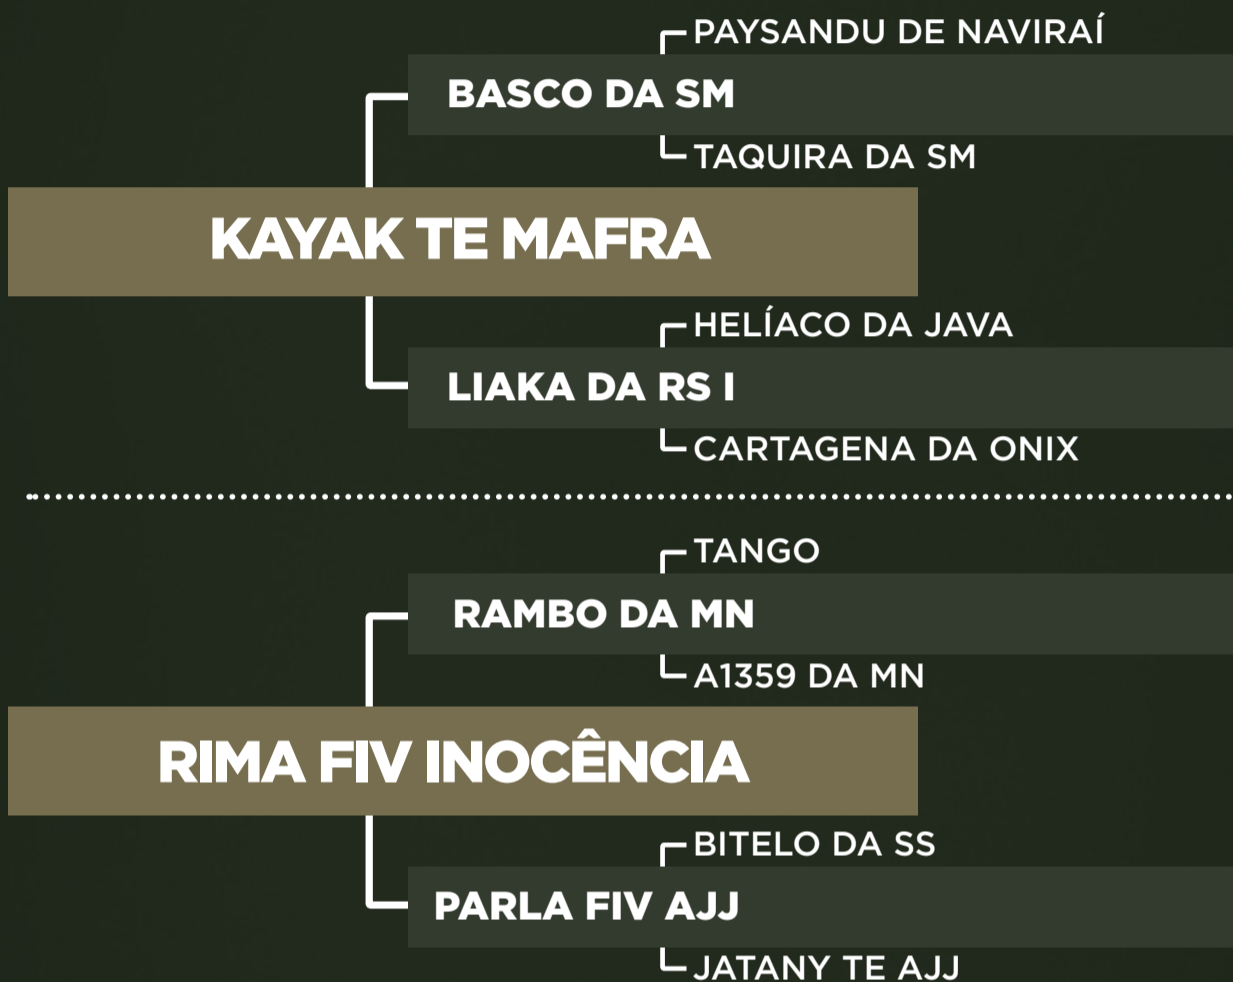 PAYSANDU DE NAVIRAÍ
BASCO DA SM
TAQUIRA DA SM
KAYAK TE MAFRA
HELÍACO DA JAVA
LIAKA DA RS I
CARTAGENA DA ONIX
TANGO
RAMBO DA MN
A1359 DA MN
RIMA FIV INOCÊNCIA
BITELO DA SS
PARLA FIV AJJ
JATANY TE AJJ